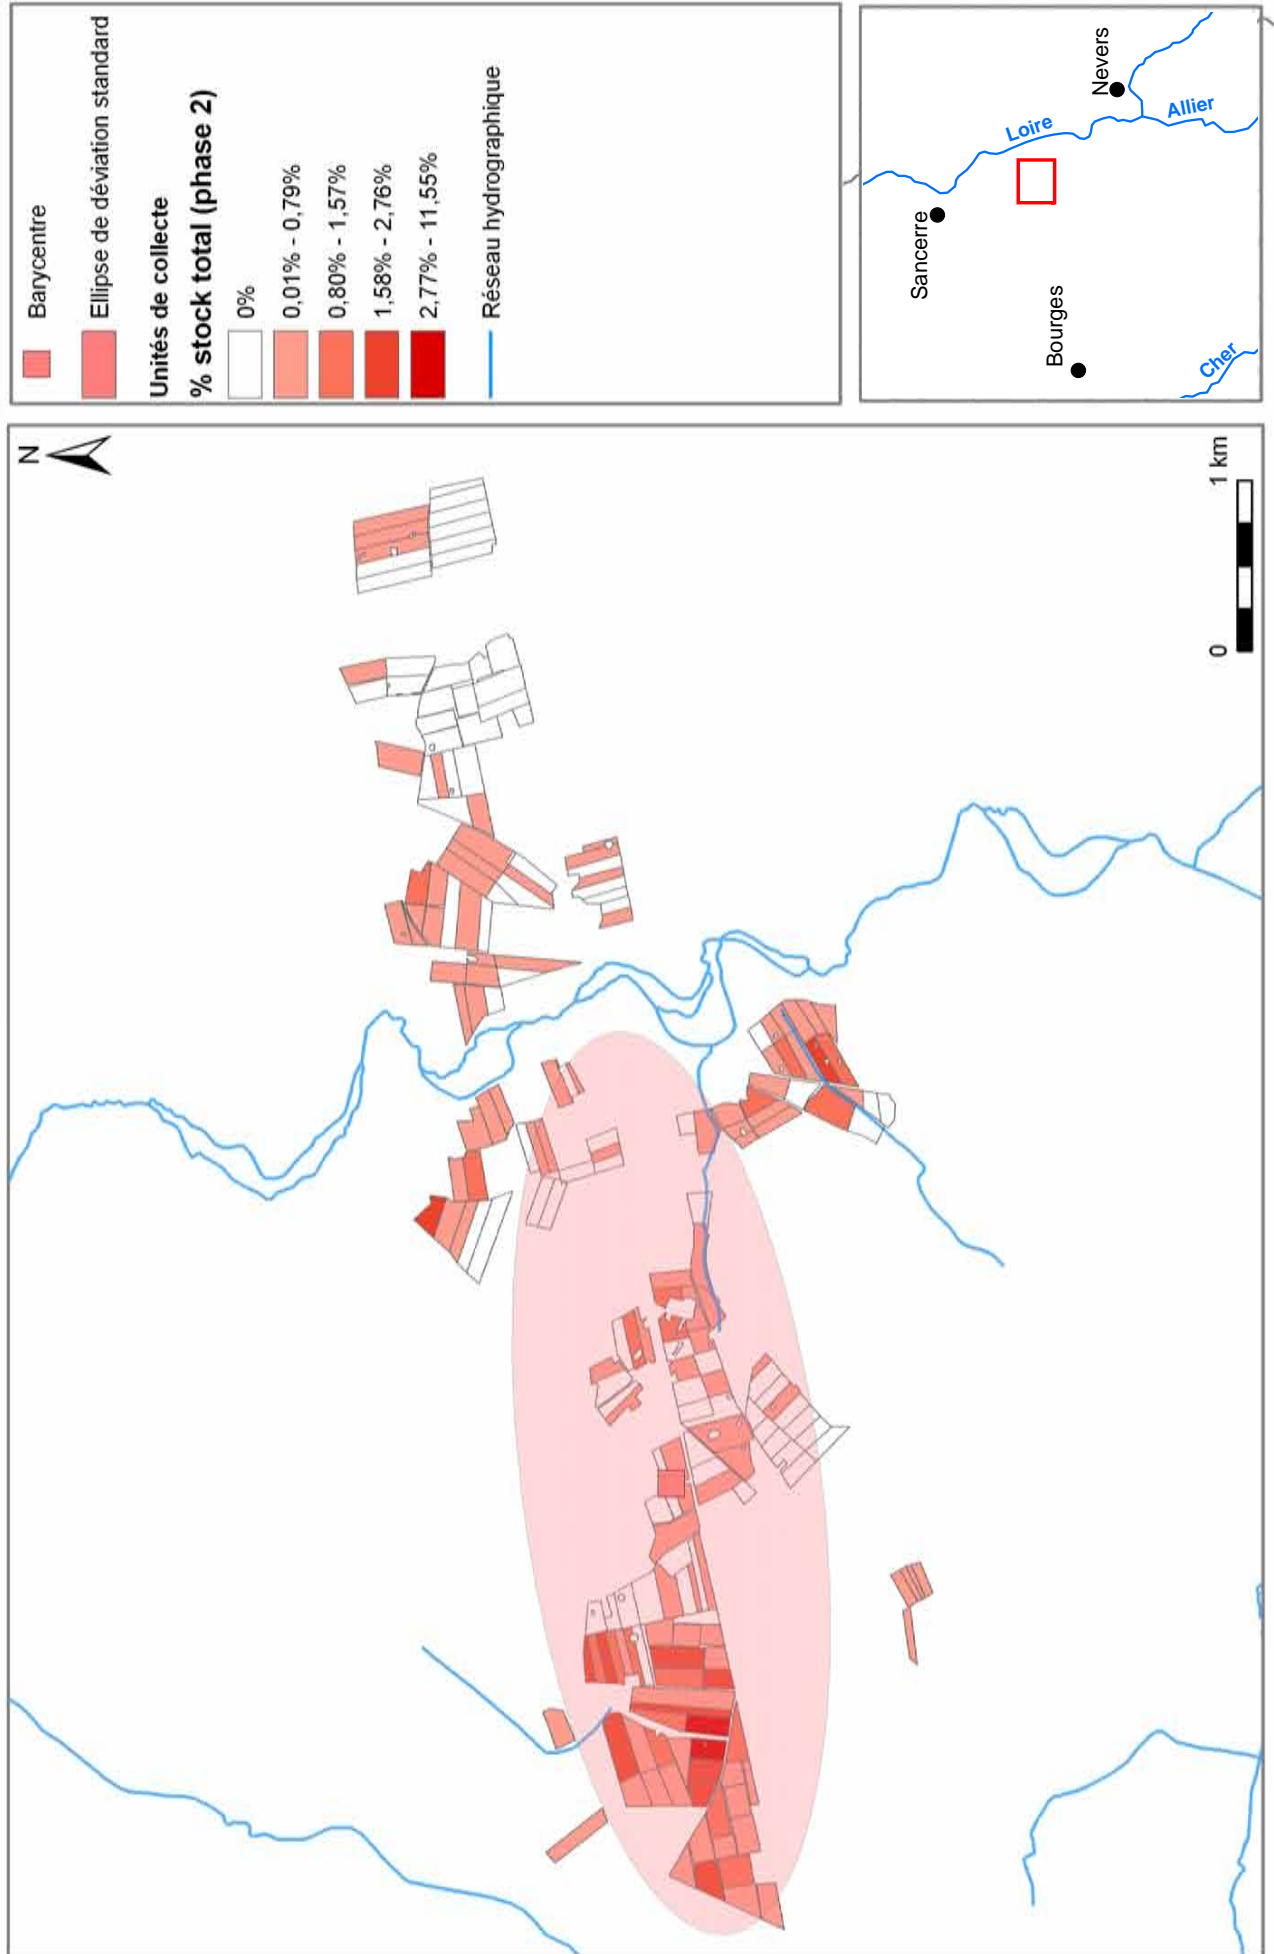 N
0
1 km
Barycentre
Ellipse de déviation standard
Unités de collecte
% stock total (phase 2)
0%
0,01% - 0,79%
0,80% - 1,57%
1,58% - 2,76%
2,77% - 11,55%
Réseau hydrographique
Sancerre
Nevers
Loire
Allier
Bourges
Cher